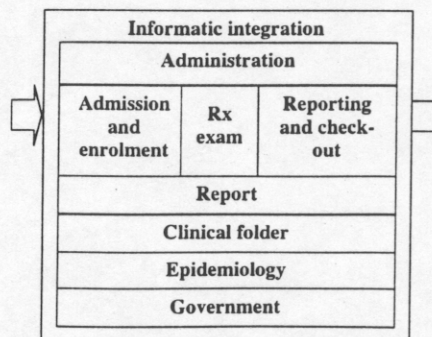 Informatic integration
Administration
Admission
and
enrolment
Rx
exam
Reporting
and check-
out
Report
Clinical folder
Epidemiology
Government